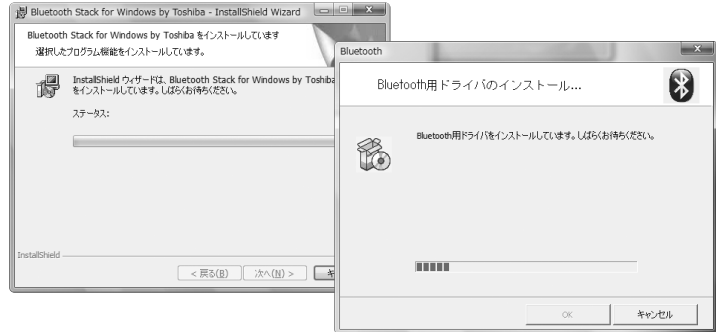 Bluetooth Stack for Windows by Toshiba - InstallShield Wizard
Bluetooth Stack for Windows by Toshiba をインストールしています
選択したプログラム機能をインストールしています。
InstallShield ウィザードは、Bluetooth Stack for Windows by Toshiba
をインストールしています。しばらくお待ちください。
ステータス:
InstallShield
< 戻る(B)
次へ(N) >
キ
Bluetooth
Bluetooth用ドライバのインストール...
Bluetooth用ドライバをインストールしています。しばらくお待ちください。
OK
キャンセル